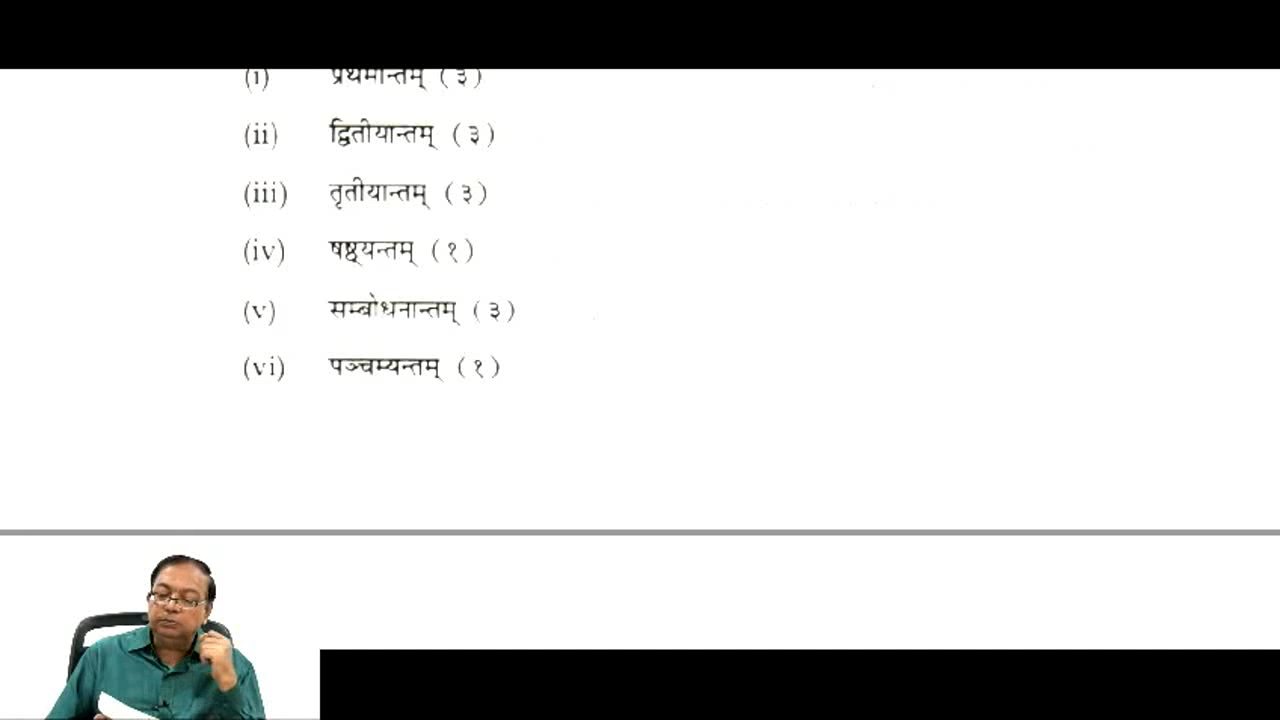 (i) प्रथमान्तम् (३)
(ii) द्वितीयान्तम् (३)
(iii) तृतीयान्तम् (३)
(iv) षष्ठ्यन्तम् (१)
(v) सम्बोधनान्तम् (३)
(vi) पञ्चम्यन्तम् (१)